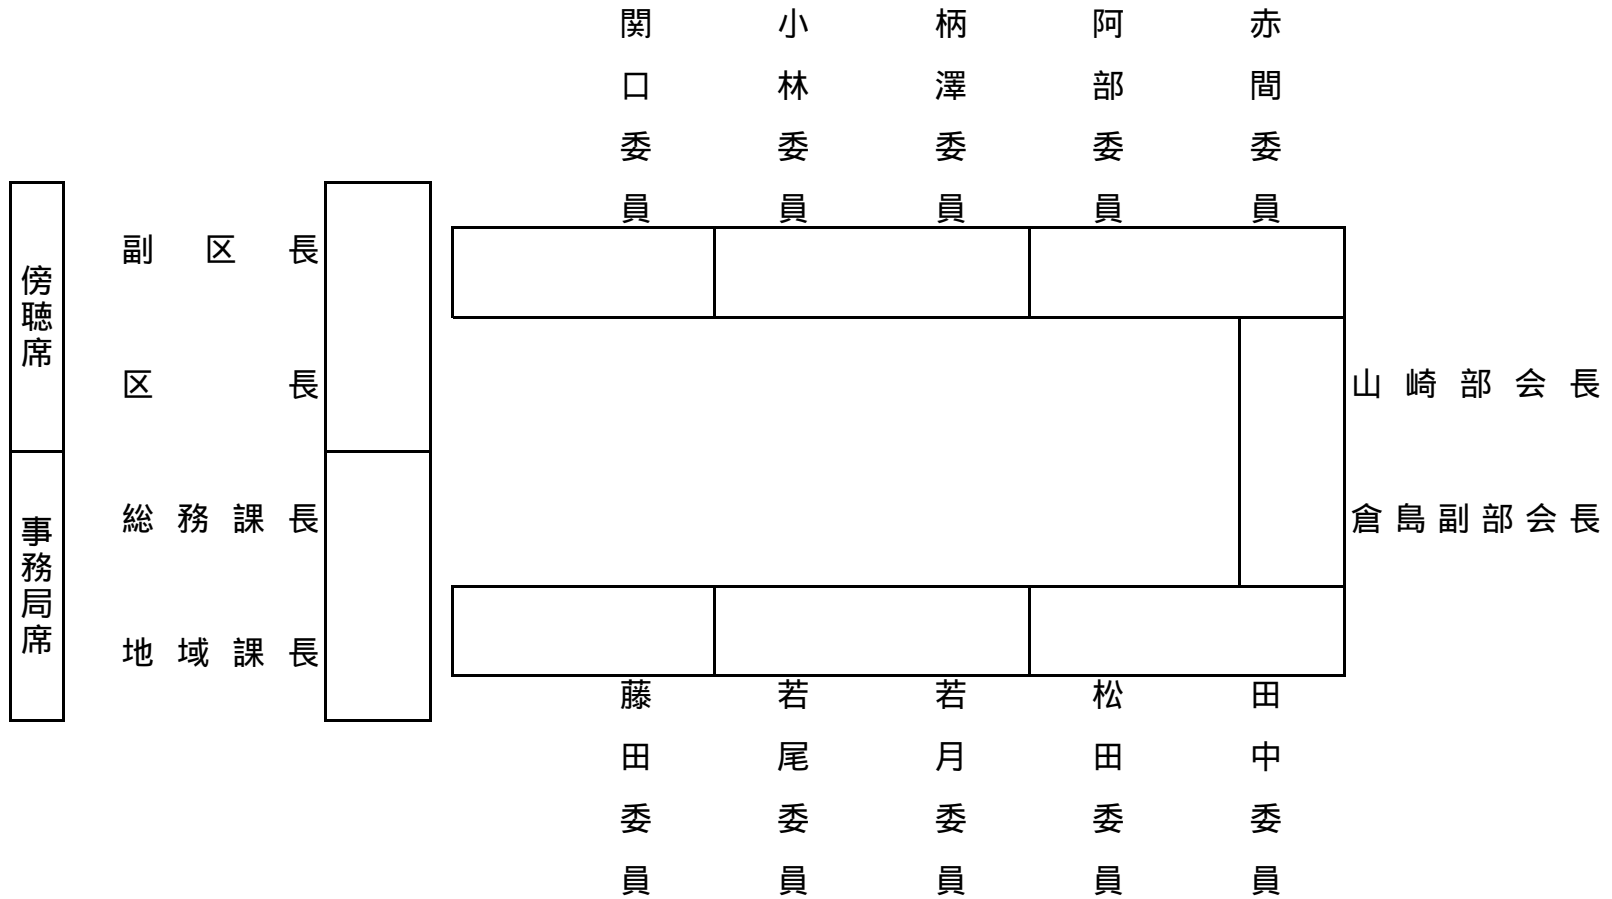 関口委員
小林委員
柄澤委員
阿部委員
赤間委員
傍聴席
事務局席
副区長
区長
総務課長
地域課長
山崎部会長
倉島副部会長
藤田委員
若尾委員
若月委員
松田委員
田中委員